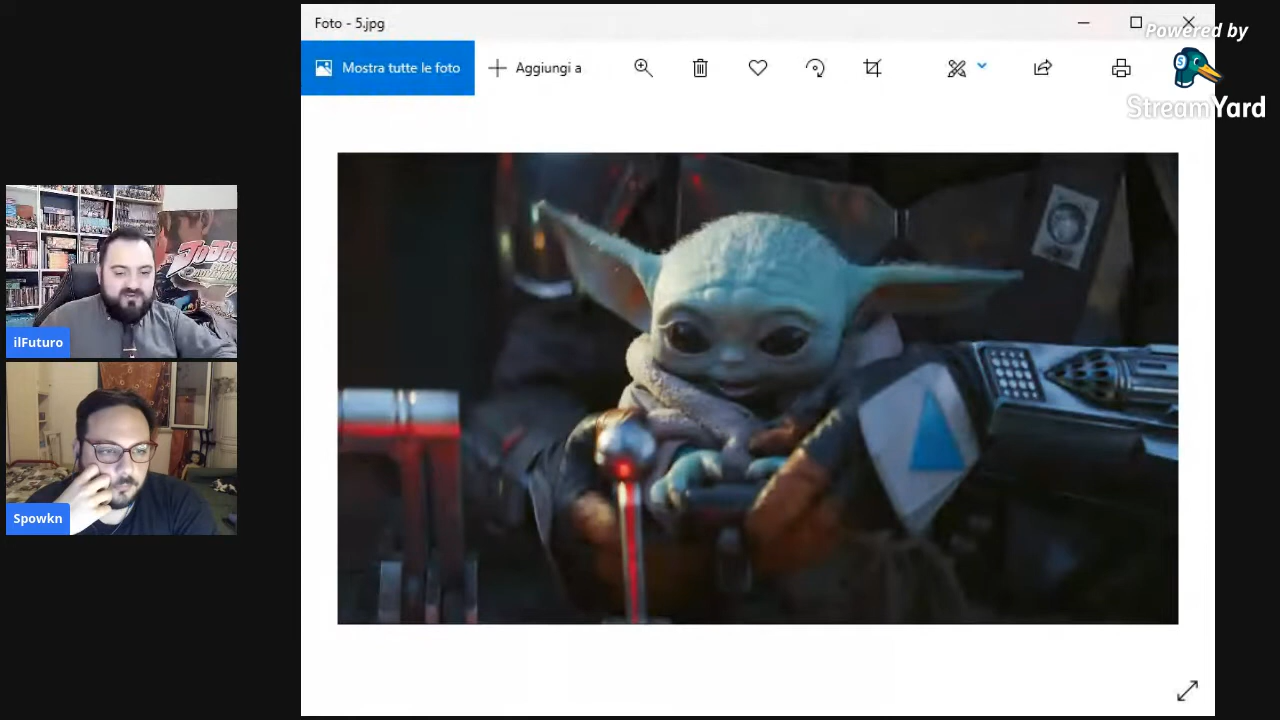 Foto - 5.jpg
Powered by
Mostra tutte le foto
Aggiungi a
StreamYard
ilFuturo
Spowkn